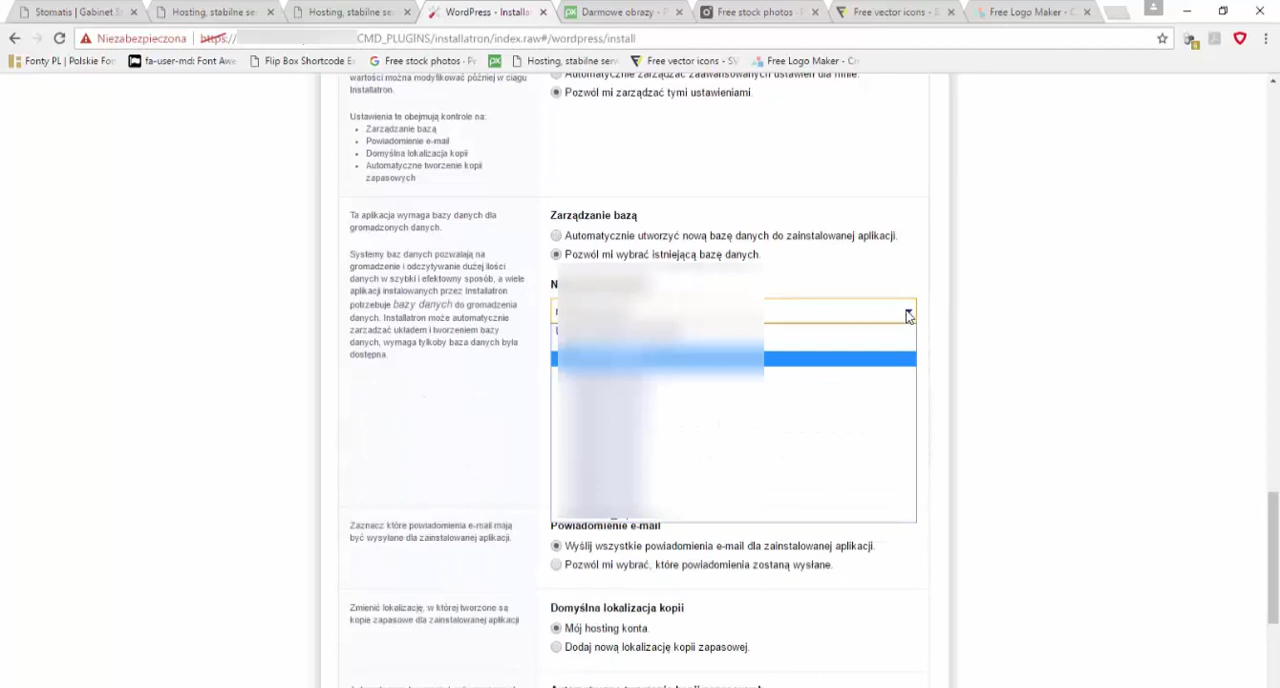 Stomatis | Gabinet
Hosting, stabilne se
Hosting, stabilne se
WordPress - Installa
Darmowe obrazy - P
Free stock photos
Free vector icons - S
Free Logo Maker - C
Niezabezpieczona
https://
CMD_PLUGINS/installatron/index.raw#/wordpress/install
Fonty PL | Polskie Fo
fa-user-md: Font Awe
Flip Box Shortcode E
Free stock photos · P
Hosting, stabilne serv
Free vector icons - SV
Free Logo Maker - Cr
wartości można modyfikować później w ciągu
Installatron.
Ustawienia te obejmują kontrole na:
• Zarządzanie bazą
• Powiadomienie e-mail
• Domyślna lokalizacja kopii
• Automatyczne tworzenie kopii
zapasowych
Automatycznie zarządzać zaawansowanych ustawień dla mnie.
Pozwól mi zarządzać tymi ustawieniami.
Ta aplikacja wymaga bazy danych dla
gromadzonych danych.
Systemy baz danych pozwalają na
gromadzenie i odczytywanie dużej ilości
danych w szybki i efektowny sposób, a wiele
aplikacji instalowanych przez Installatron
potrzebuje bazy danych do gromadzenia
danych. Installatron może automatycznie
zarządzać układem i tworzeniem bazy
danych, wymaga tylkoby baza danych była
dostępna.
Zarządzanie bazą
Automatycznie utworzyć nową bazę danych do zainstalowanej aplikacji.
Pozwól mi wybrać istniejącą bazę danych.
N
Zaznacz które powiadomienia e-mail mają
być wysyłane dla zainstalowanej aplikacji.
Powiadomienie e-mail
Wyślij wszystkie powiadomienia e-mail dla zainstalowanej aplikacji.
Pozwól mi wybrać, które powiadomienia zostaną wysłane.
Zmienić lokalizację, w której tworzone są
kopie zapasowe dla zainstalowanej aplikacji
Domyślna lokalizacja kopii
Mój hosting konta.
Dodaj nową lokalizację kopii zapasowej.